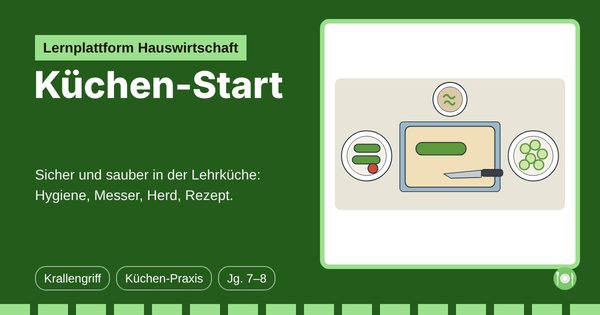 Lernplattform Hauswirtschaft
Küchen-Start
Sicher und sauber in der Lehrküche:
Hygiene, Messer, Herd, Rezept.
Krallengriff
Küchen-Praxis
Jg. 7–8